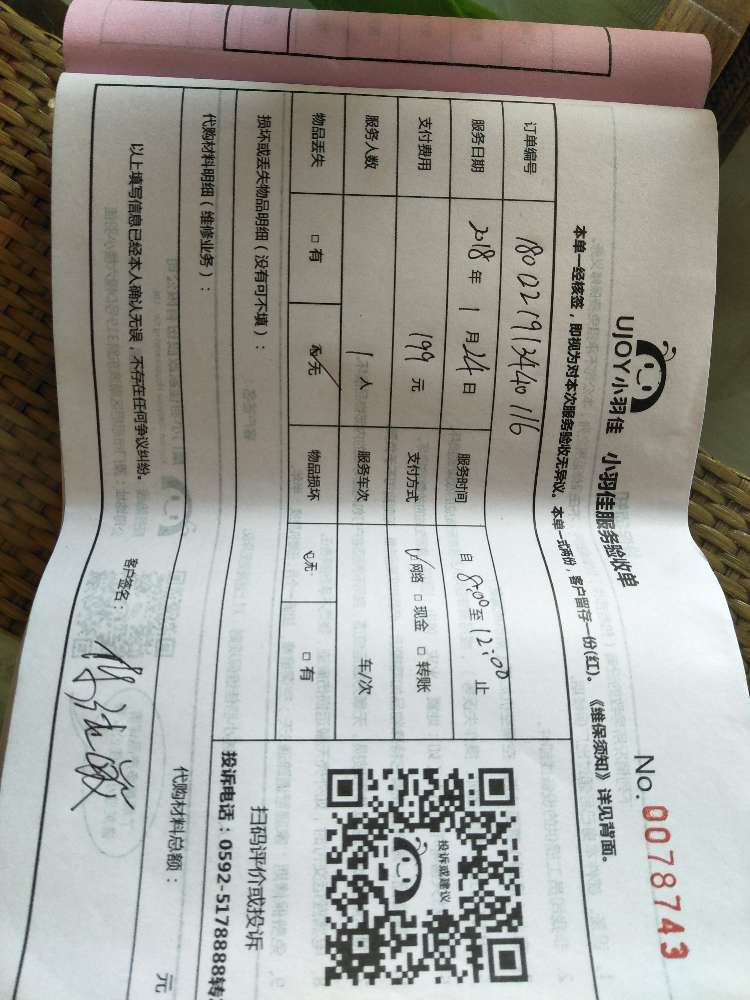 UJOY小羽佳 小羽佳服务验收单
No. 0078743
本单一经核签，即视为对本次服务验收无异议。本单一式两份，客户留存一份(红)。《维保须知》详见背面。
订单编号 180021913440116
服务日期 2018年1月24日 服务时间 自8:00至12:00止
支付费用 199元 支付方式 ☑网络 □现金 □转账
服务人数 1人 服务车次 车/次
物品丢失 □有 ☑无 物品损坏 ☑无 □有
损坏或丢失物品明细（没有可不填）：
代购材料明细（维修业务）：
代购材料总额： 元
以上填写信息已经本人确认无误，不存在任何争议纠纷。
客户签名：
投诉或建议
扫码评价或投诉
投诉电话：0592-5178888转